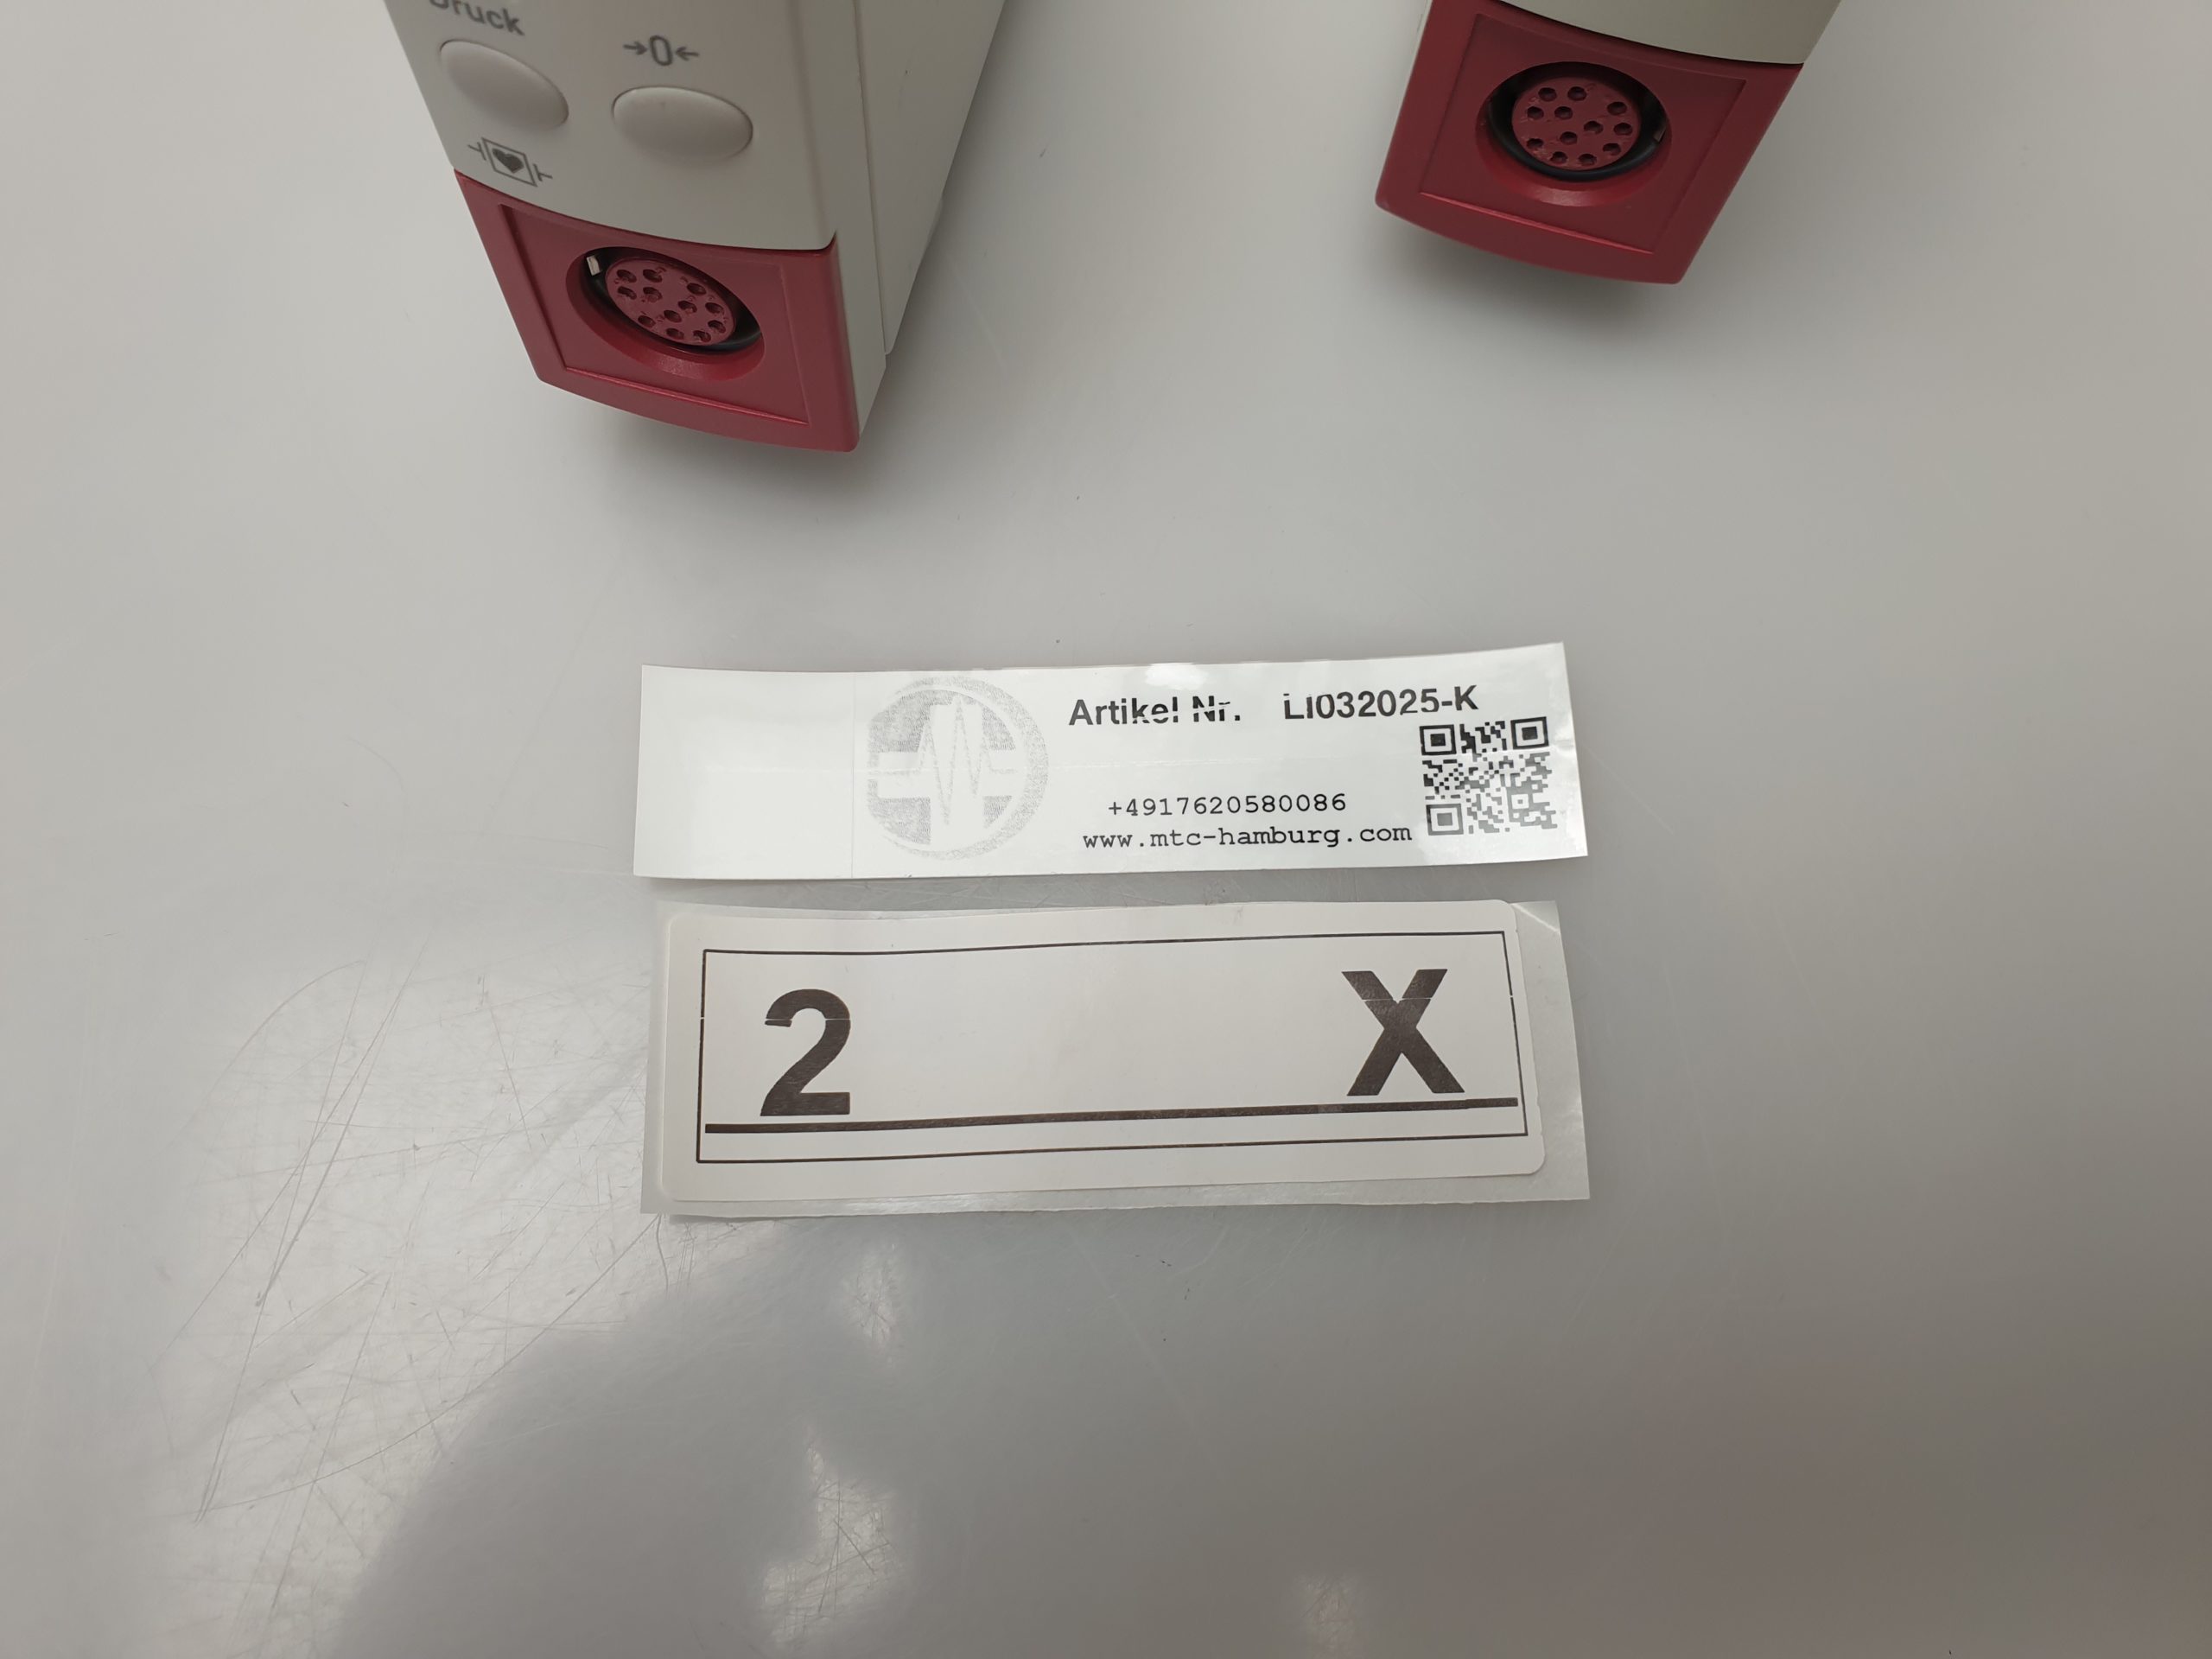 Druck
→0←
Artikel Nr. LI032025-K
+4917620580086
www.mtc-hamburg.com
2 X